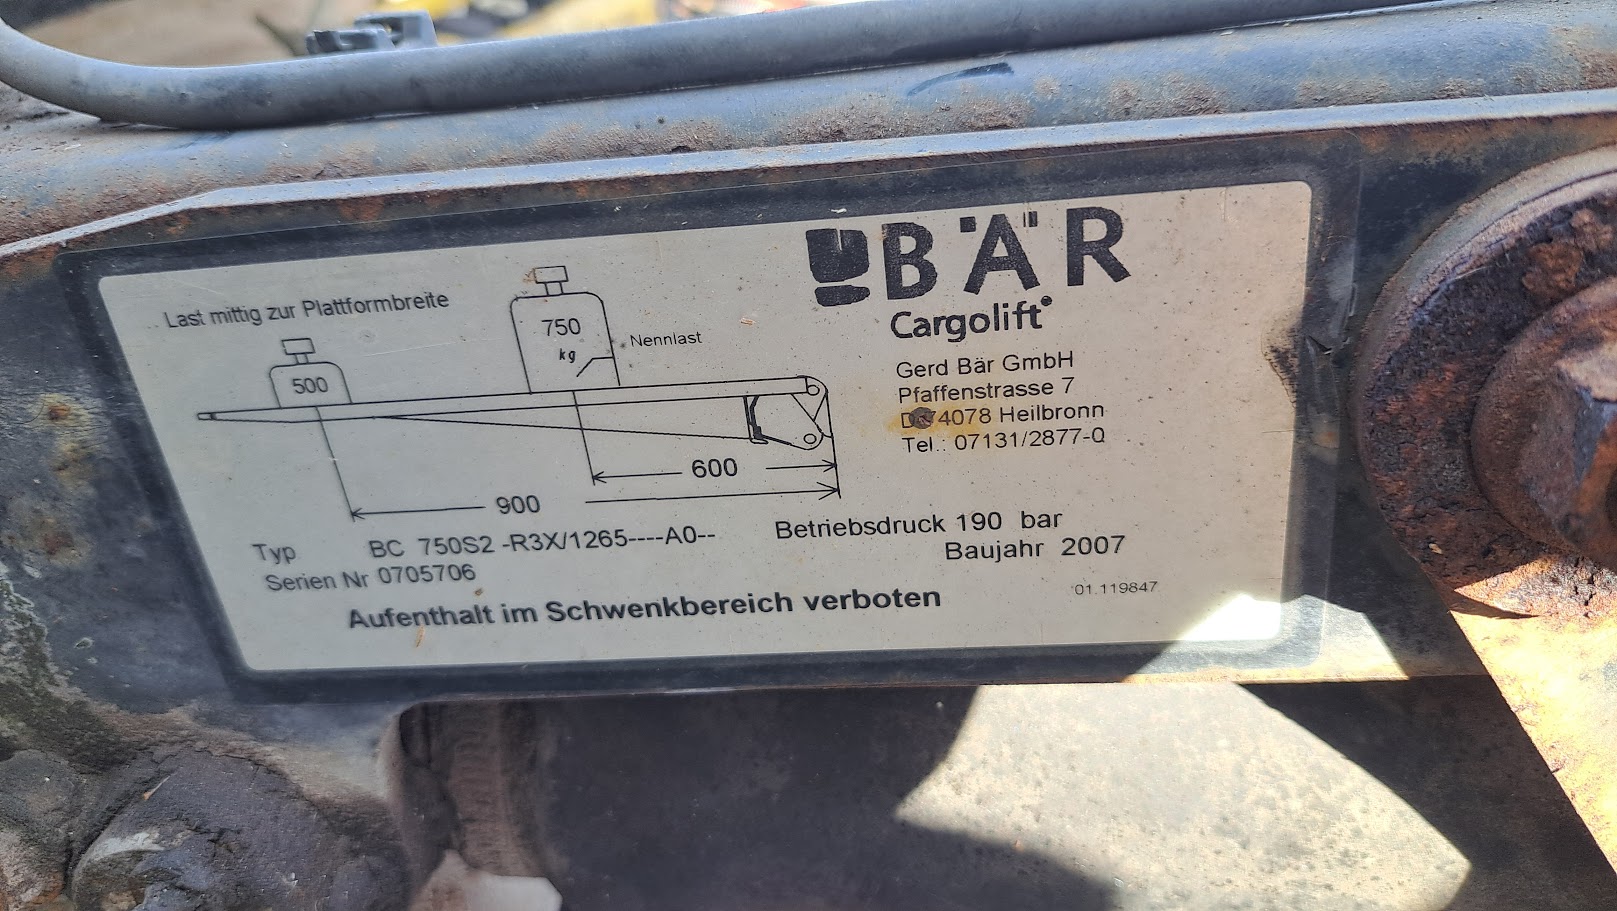 BÄR
Cargolift
Gerd Bär GmbH
Pfaffenstrasse 7
D-74078 Heilbronn
Tel.: 07131/2877-0
Last mittig zur Plattformbreite
750
kg
Nennlast
500
600
900
Typ BC 750S2 -R3X/1265----A0--
Betriebsdruck 190 bar
Serien Nr 0705706
Baujahr 2007
Aufenthalt im Schwenkbereich verboten
01.119847